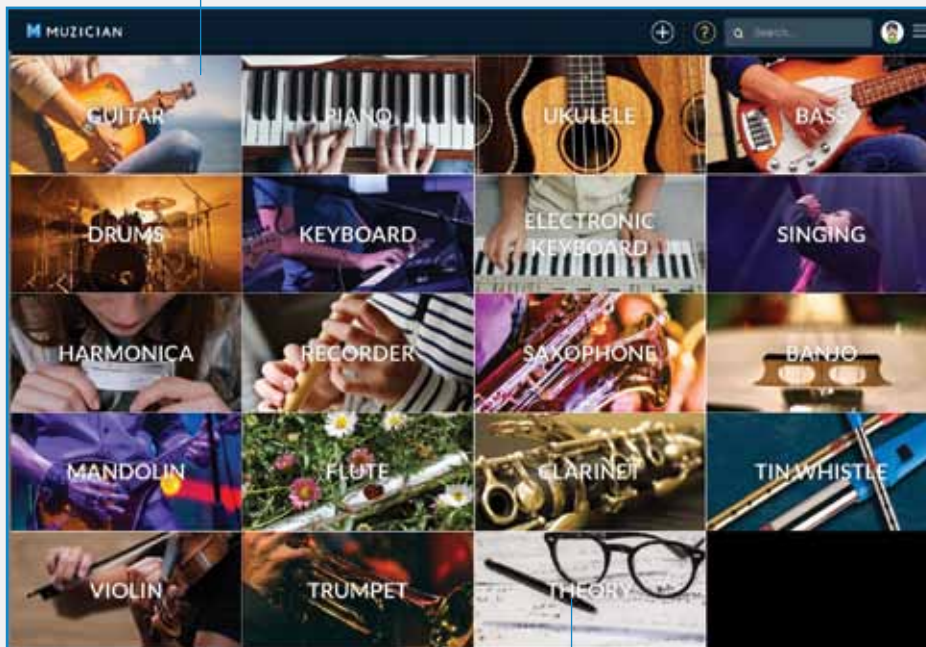 MUZICIAN
?
Search...
GUITAR
PIANO
UKULELE
BASS
DRUMS
KEYBOARD
ELECTRONIC
KEYBOARD
SINGING
HARMONICA
RECORDER
SAXOPHONE
BANJO
MANDOLIN
FLUTE
CLARINET
TIN WHISTLE
VIOLIN
TRUMPET
THEORY